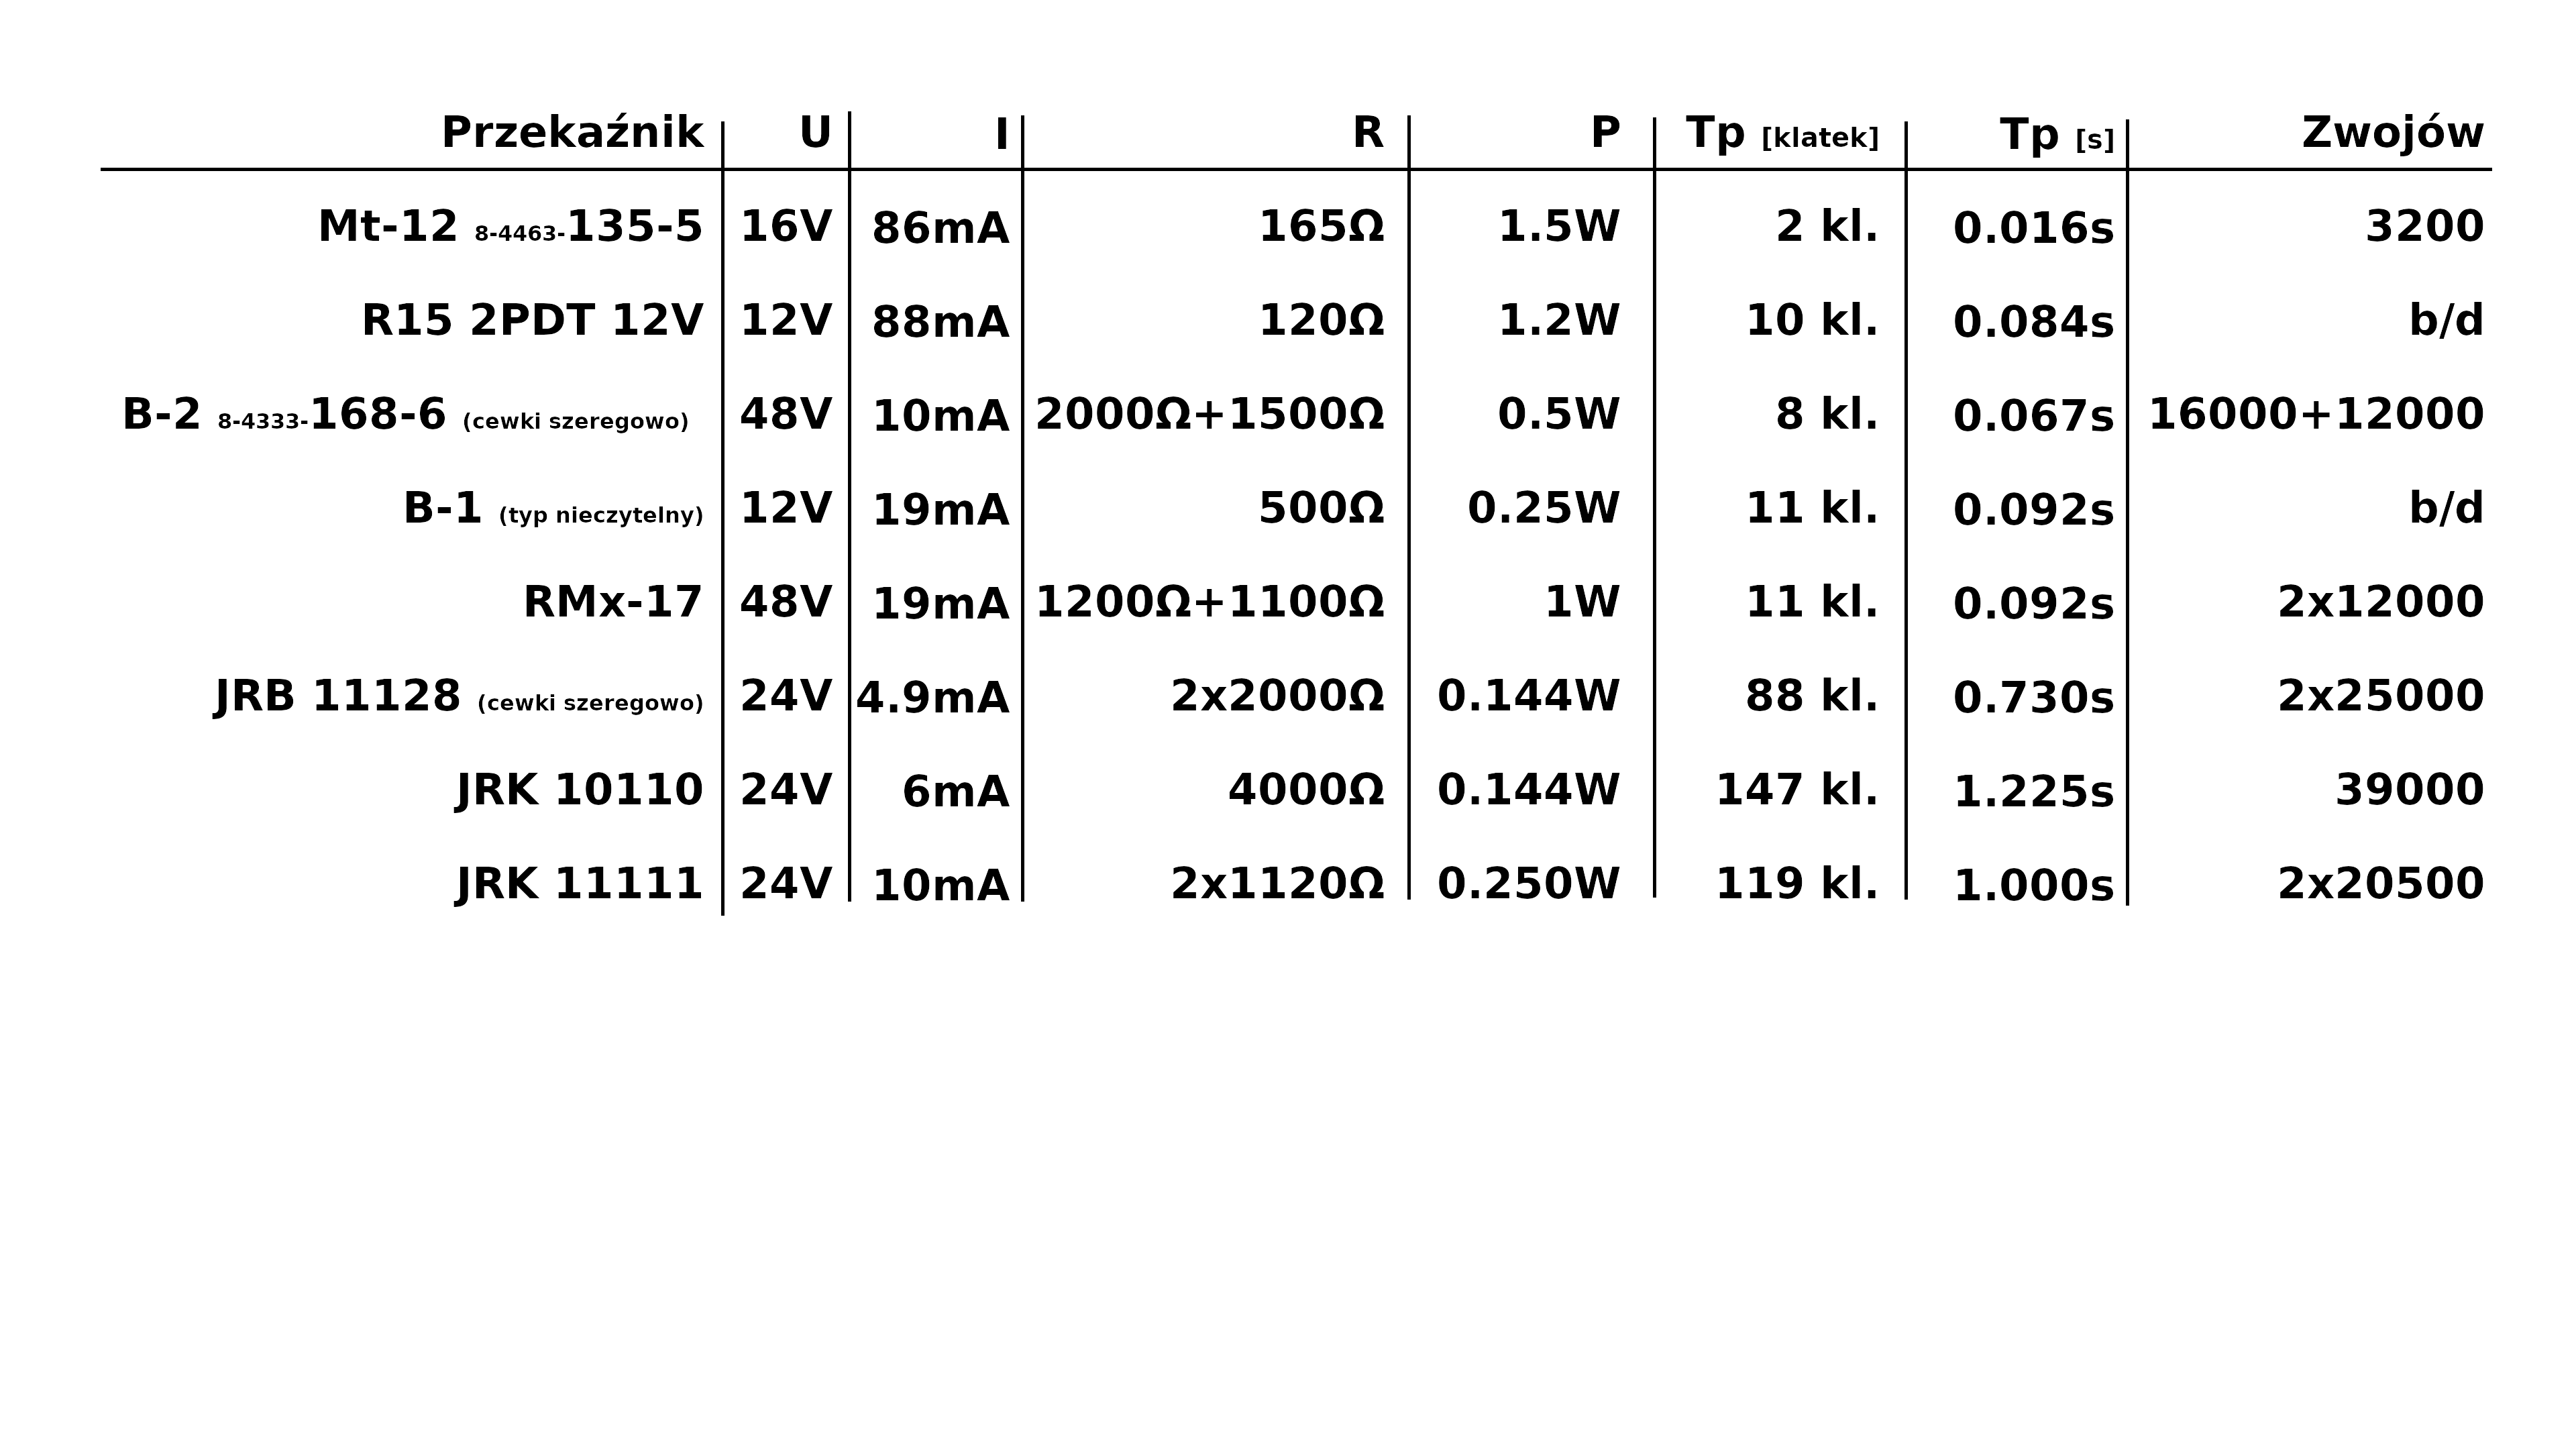 Przekaźnik U I R P Tp [klatek] Tp [s] Zwojów
Mt-12 8-4463-135-5 16V 86mA 165Ω 1.5W 2 kl. 0.016s 3200
R15 2PDT 12V 12V 88mA 120Ω 1.2W 10 kl. 0.084s b/d
B-2 8-4333-168-6 (cewki szeregowo) 48V 10mA 2000Ω+1500Ω 0.5W 8 kl. 0.067s 16000+12000
B-1 (typ nieczytelny) 12V 19mA 500Ω 0.25W 11 kl. 0.092s b/d
RMx-17 48V 19mA 1200Ω+1100Ω 1W 11 kl. 0.092s 2x12000
JRB 11128 (cewki szeregowo) 24V 4.9mA 2x2000Ω 0.144W 88 kl. 0.730s 2x25000
JRK 10110 24V 6mA 4000Ω 0.144W 147 kl. 1.225s 39000
JRK 11111 24V 10mA 2x1120Ω 0.250W 119 kl. 1.000s 2x20500